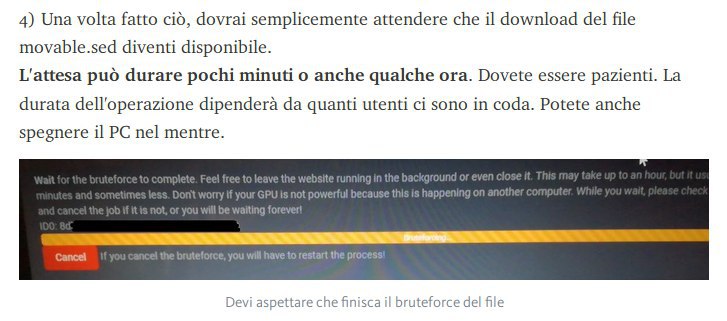 4) Una volta fatto ciò, dovrai semplicemente attendere che il download del file
movable.sed diventi disponibile.
L'attesa può durare pochi minuti o anche qualche ora. Dovete essere pazienti. La
durata dell'operazione dipenderà da quanti utenti ci sono in coda. Potete anche
spegnere il PC nel mentre.
Wait for the bruteforce to complete. Feel free to leave the website running in the background or even close it. This may take up to an hour, but it
minutes and sometimes less. Don't worry if your GPU is not powerful because this is happening on another computer. While you wait, please check
and cancel the job if it is not, or you will be waiting forever!
ID0: 8d
Bruteforcing...
Cancel If you cancel the bruteforce, you will have to restart the process!
Devi aspettare che finisca il bruteforce del file